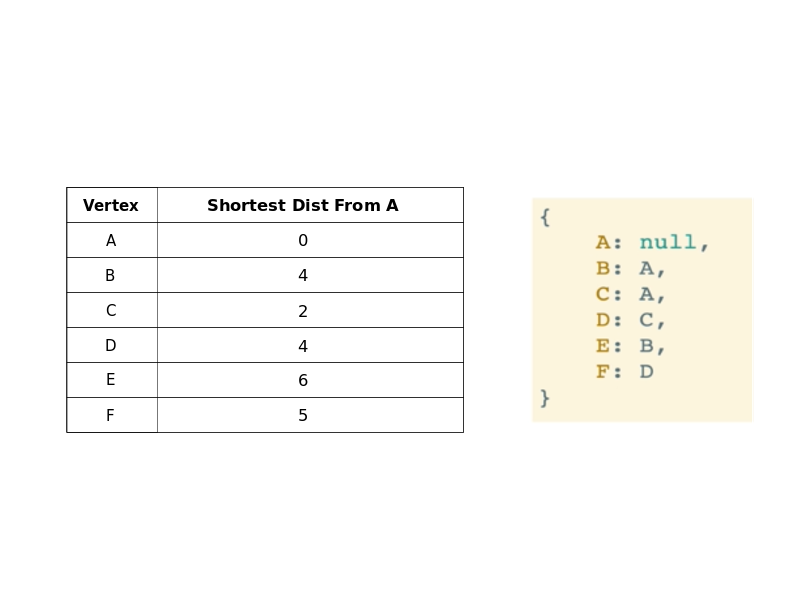 Vertex Shortest Dist From A
A 0
B 4
C 2
D 4
E 6
F 5
{
A: null,
B: A,
C: A,
D: C,
E: B,
F: D
}